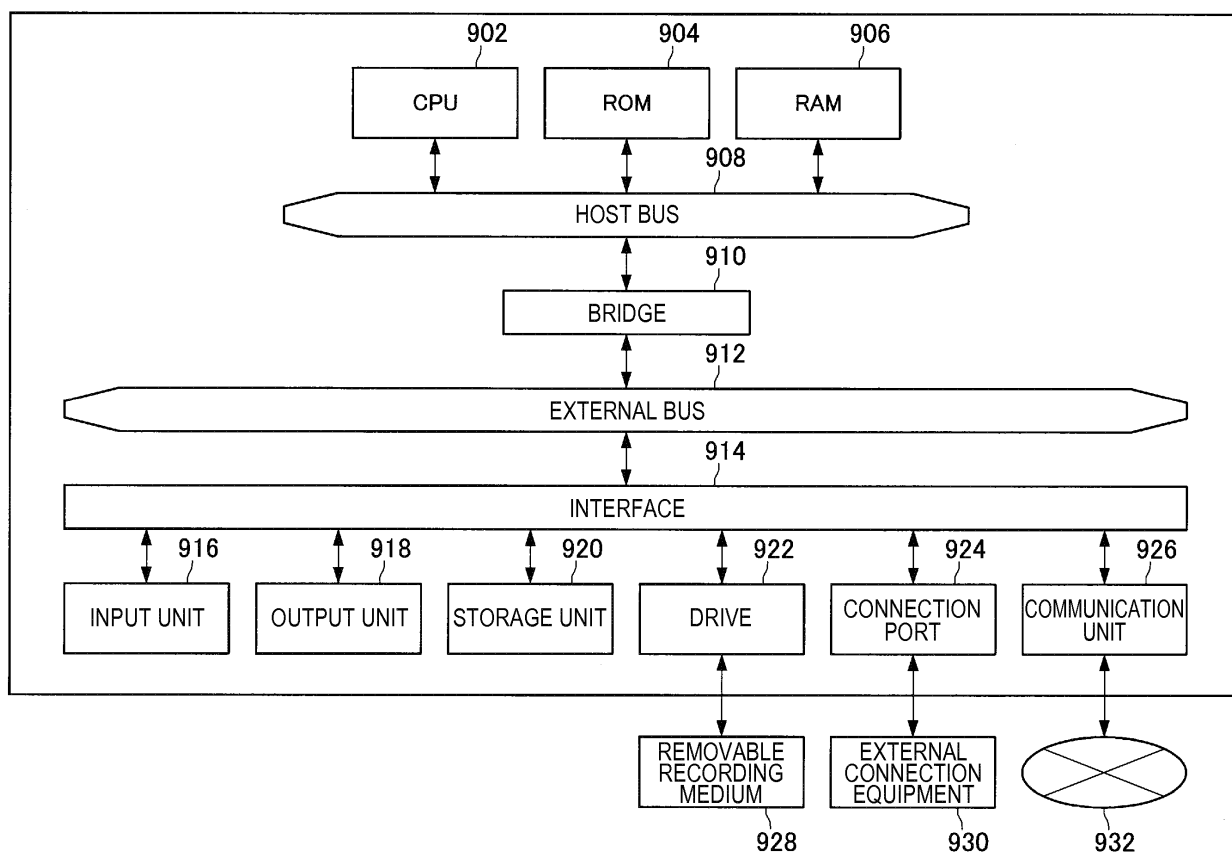 902
904
906
CPU
ROM
RAM
908
HOST BUS
910
BRIDGE
912
EXTERNAL BUS
914
INTERFACE
916
918
920
922
924
926
INPUT UNIT
OUTPUT UNIT
STORAGE UNIT
DRIVE
CONNECTION
PORT
COMMUNICATION
UNIT
REMOVABLE
RECORDING
MEDIUM
EXTERNAL
CONNECTION
EQUIPMENT
928
930
932